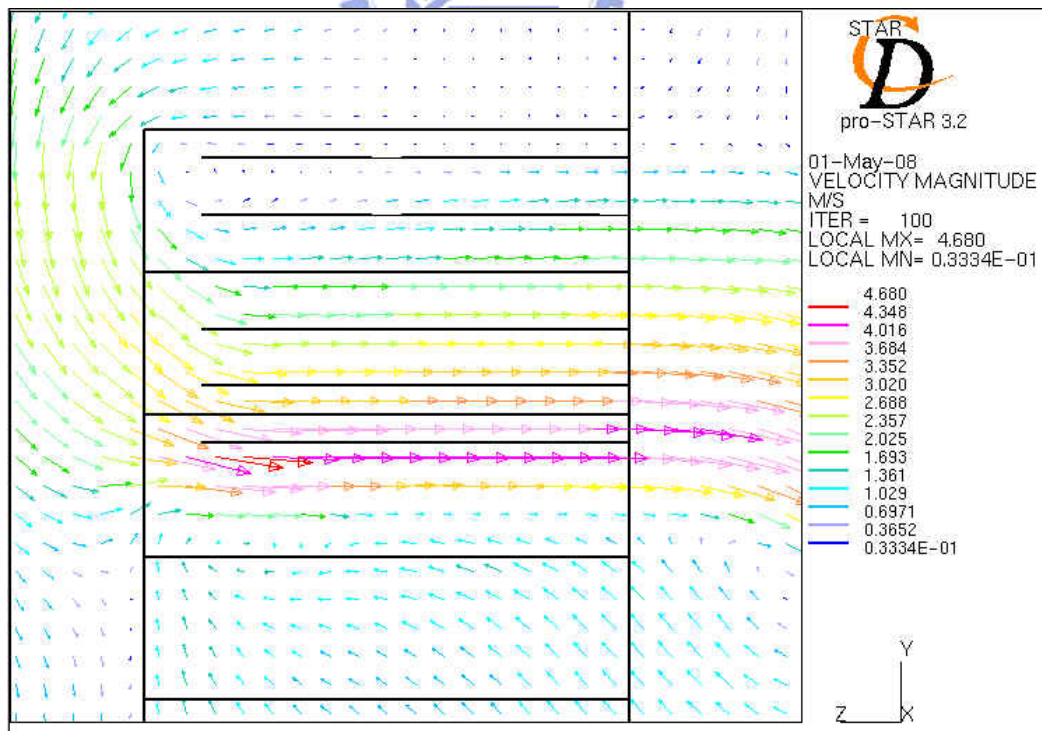 STAR
D
pro-STAR 3.2
01-May-08
VELOCITY MAGNITUDE
M/S
ITER = 100
LOCAL MX= 4.680
LOCAL MN= 0.3334E-01
4.680
4.348
4.016
3.684
3.352
3.020
2.688
2.357
2.025
1.693
1.361
1.029
0.6971
0.3652
0.3334E-01
Y
Z
X